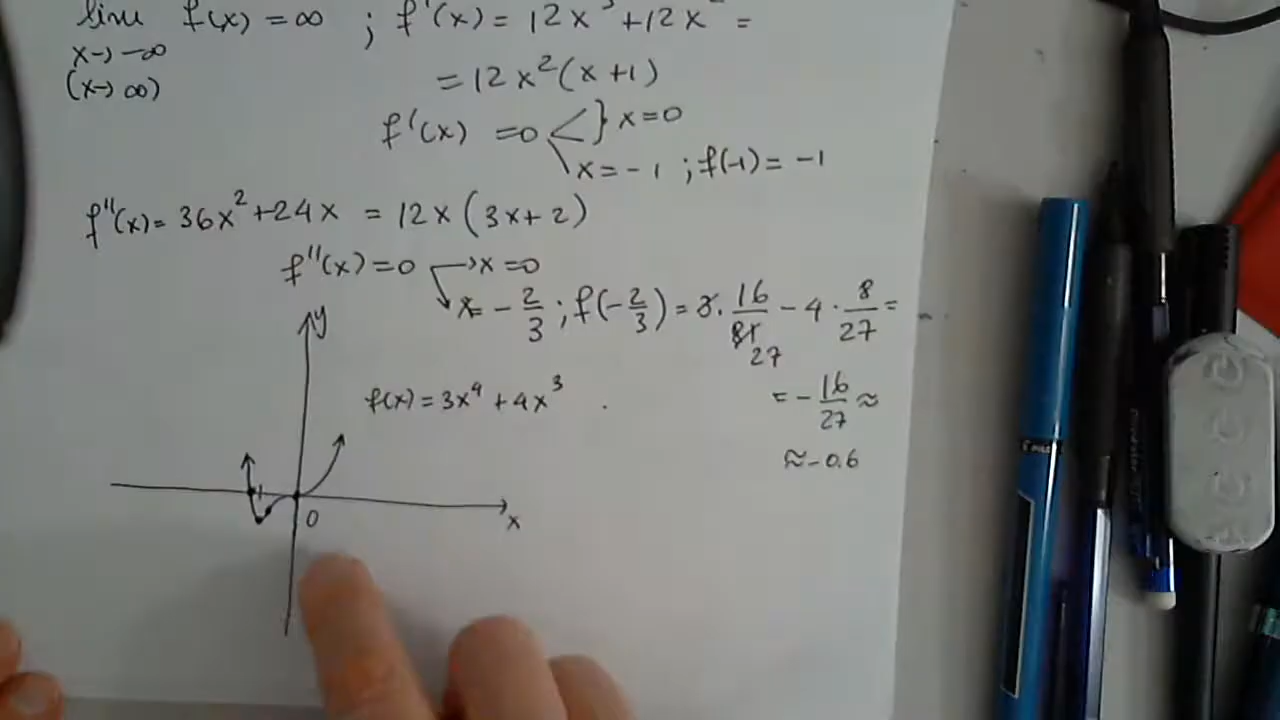 lim f(x) = ∞ ; f'(x) = 12x³ + 12x² =
x→-∞
(x→∞)
= 12x²(x+1)
f'(x) = 0 <} x=0
x = -1 ; f(-1) = -1
f''(x) = 36x² + 24x = 12x(3x+2)
f''(x) = 0 → x = 0
x = -2/3 ; f(-2/3) = 3·16/81 - 4·8/27 =
27
= -16/27 ≈
≈ -0.6
y
f(x) = 3x⁴ + 4x³
-1
0
x